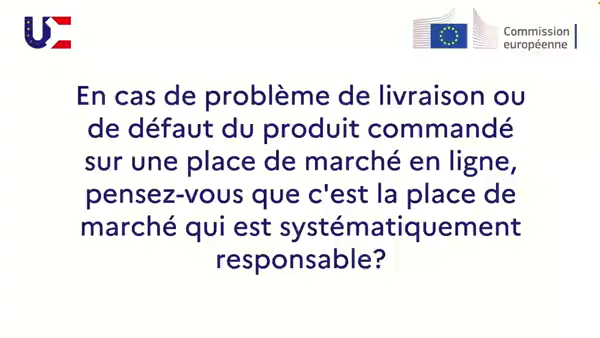 UE
Commission
européenne
En cas de problème de livraison ou
de défaut du produit commandé
sur une place de marché en ligne,
pensez-vous que c'est la place de
marché qui est systématiquement
responsable?